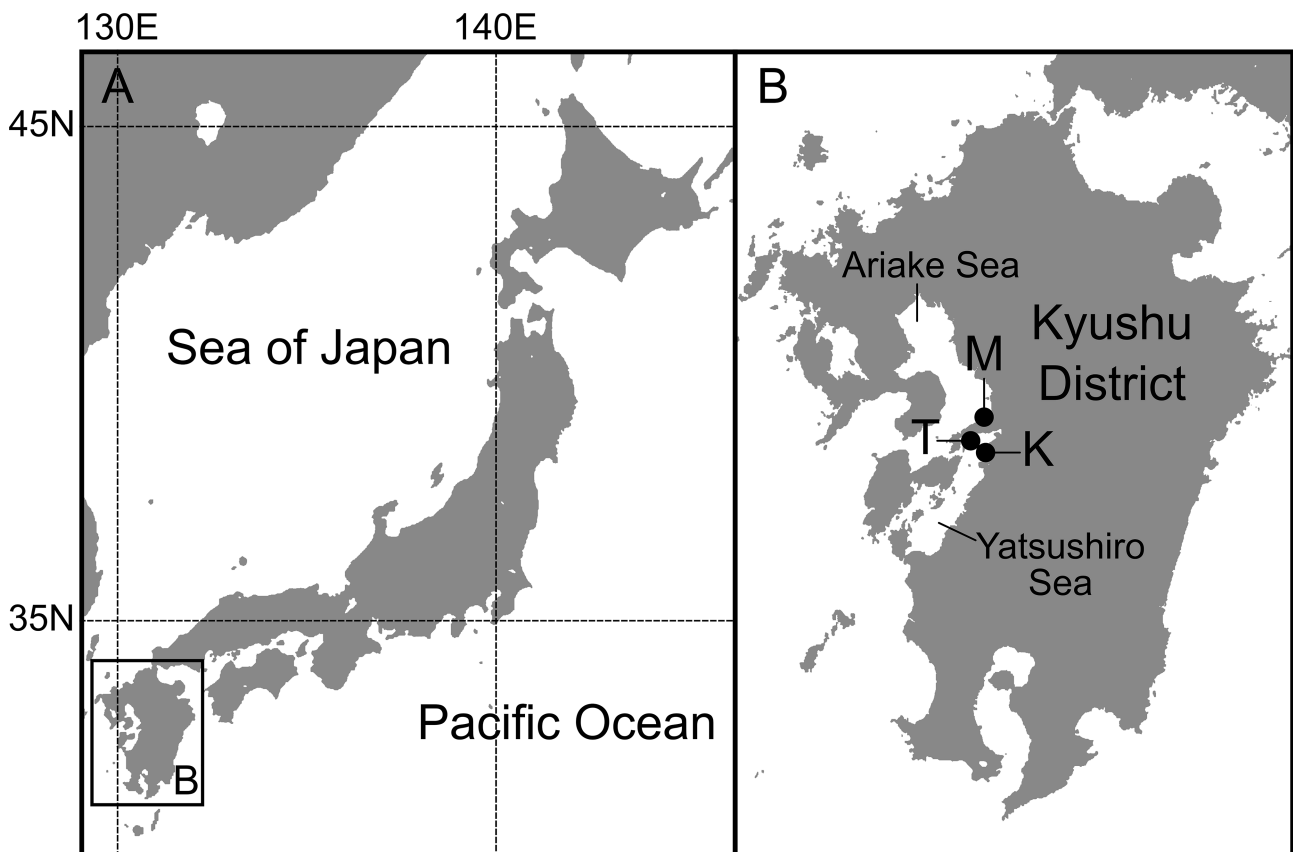 130E
140E
A
B
45N
Ariake Sea
Sea of Japan
Kyushu
District
M
T
K
Yatsushiro
Sea
35N
Pacific Ocean
B